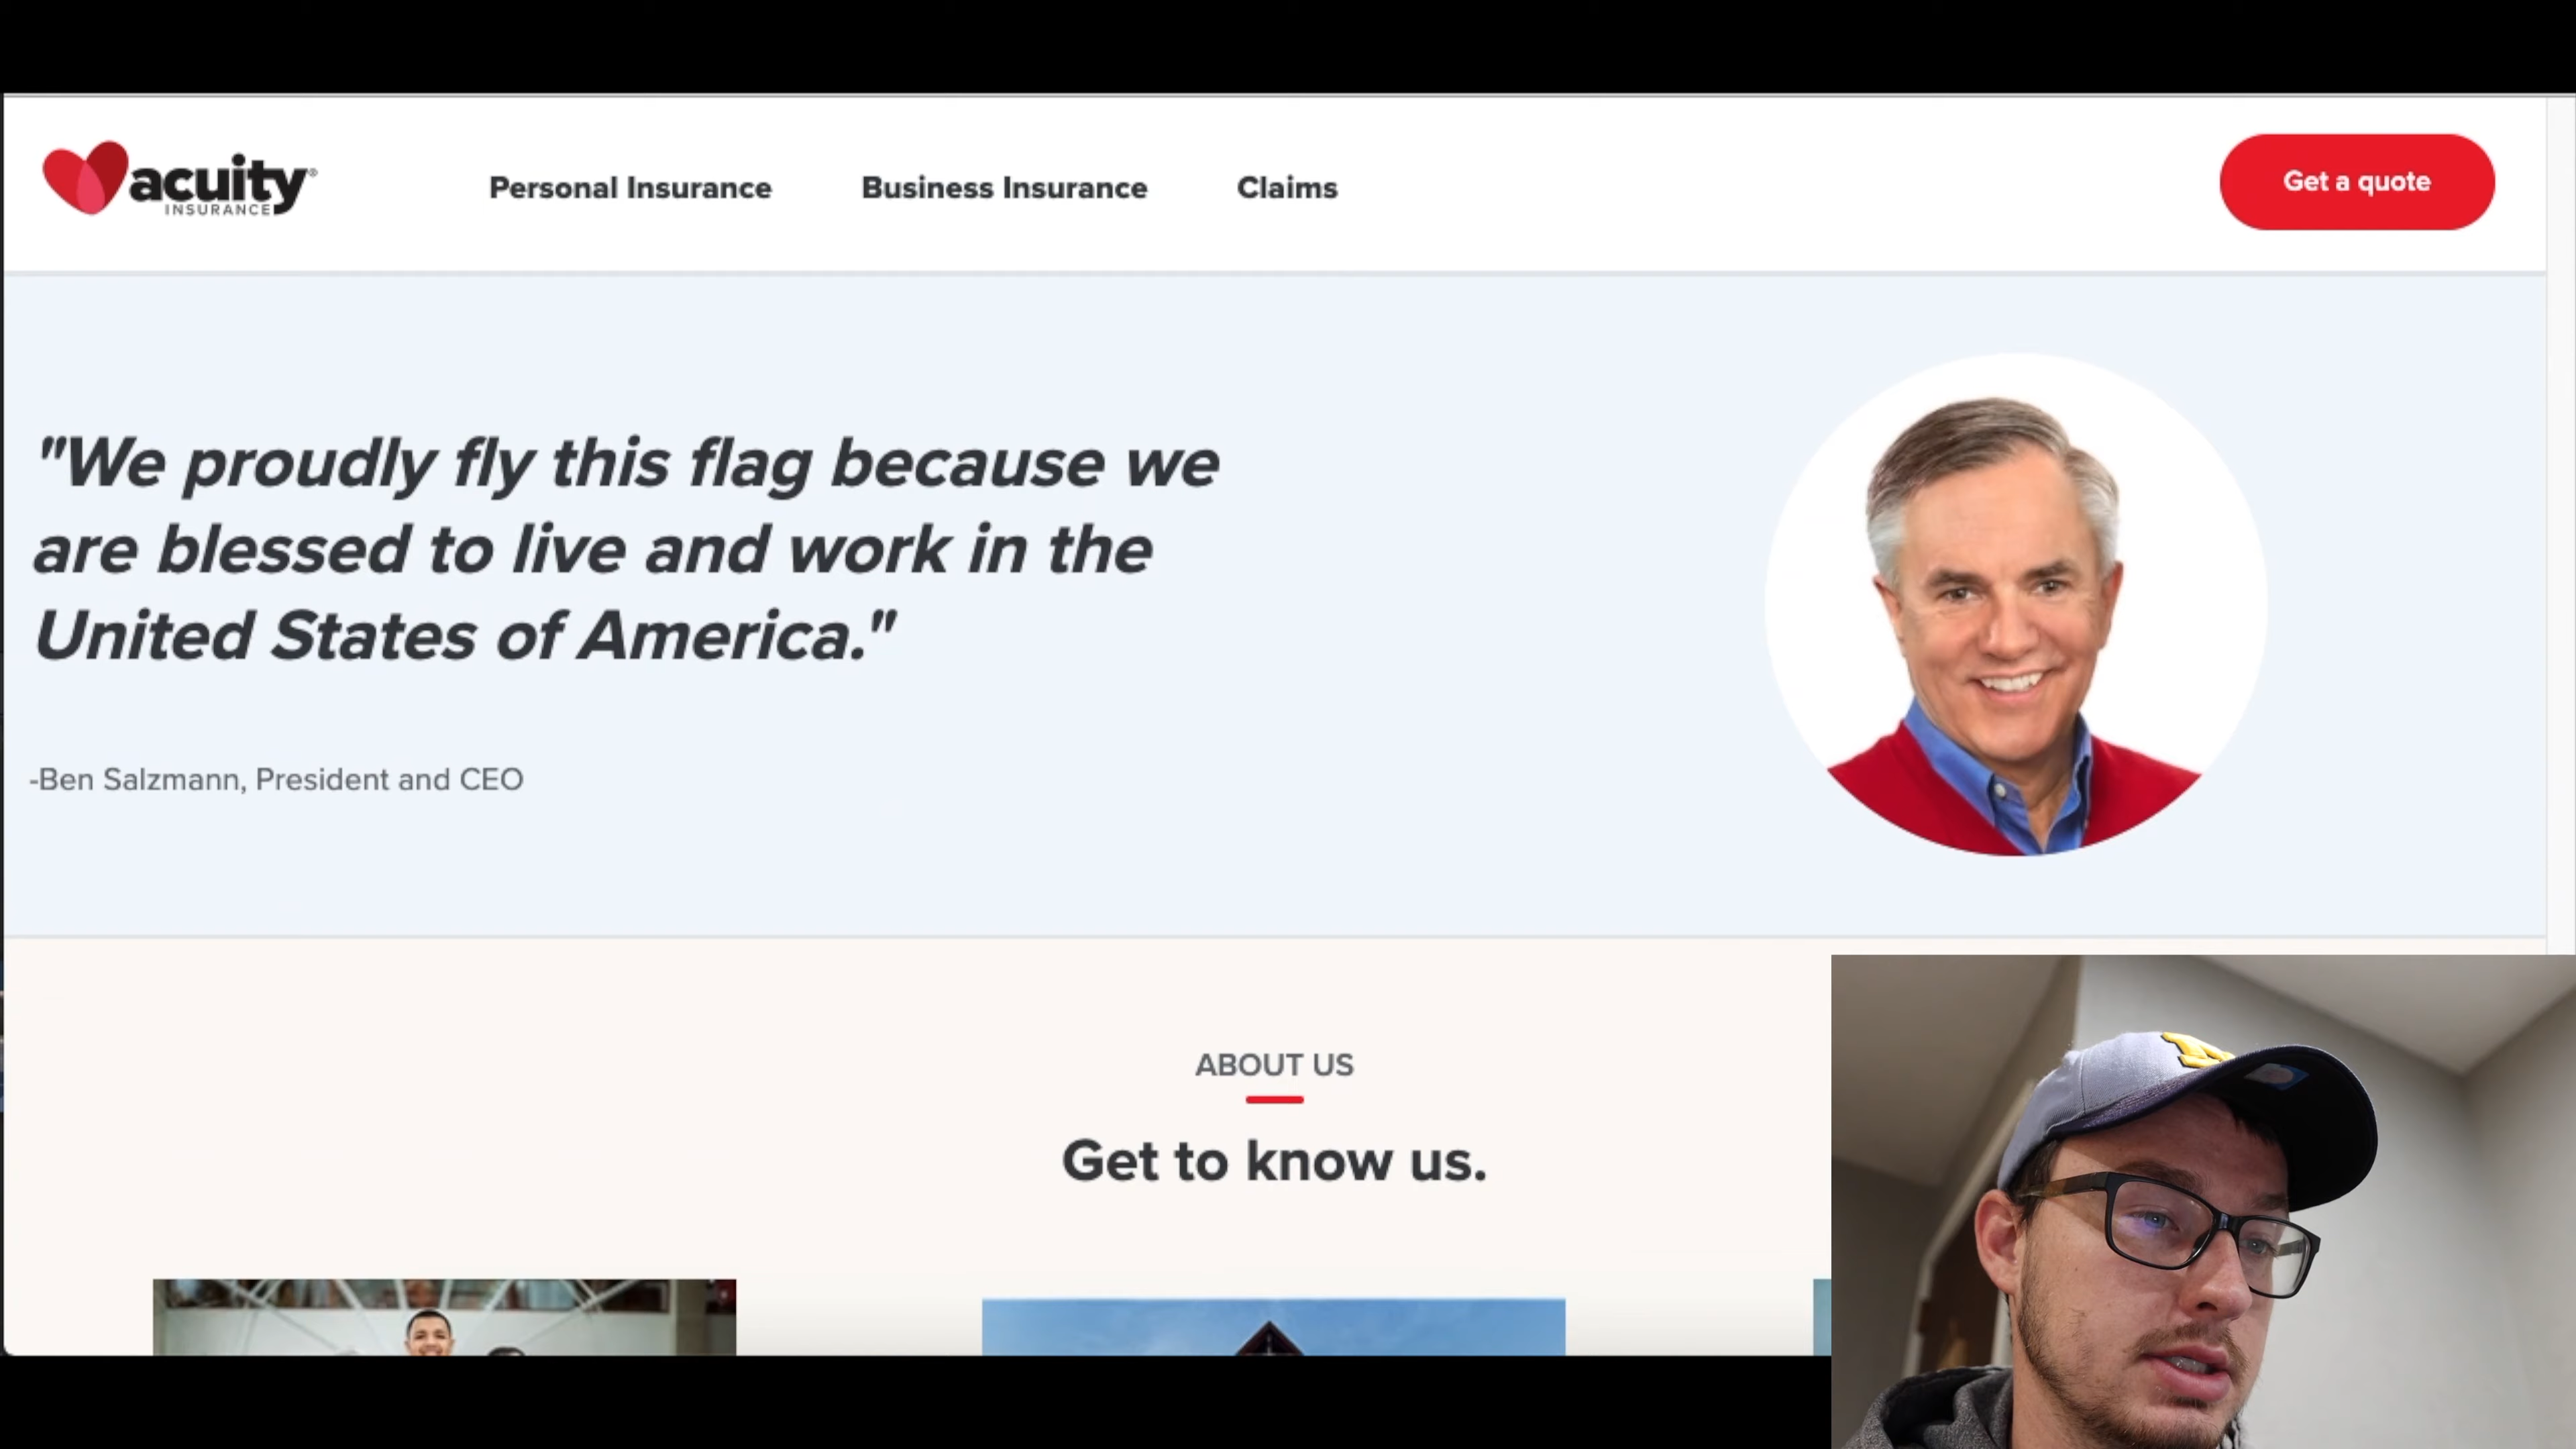 acuity
INSURANCE
Personal Insurance
Business Insurance
Claims
Get a quote
"We proudly fly this flag because we
are blessed to live and work in the
United States of America."
-Ben Salzmann, President and CEO
ABOUT US
Get to know us.